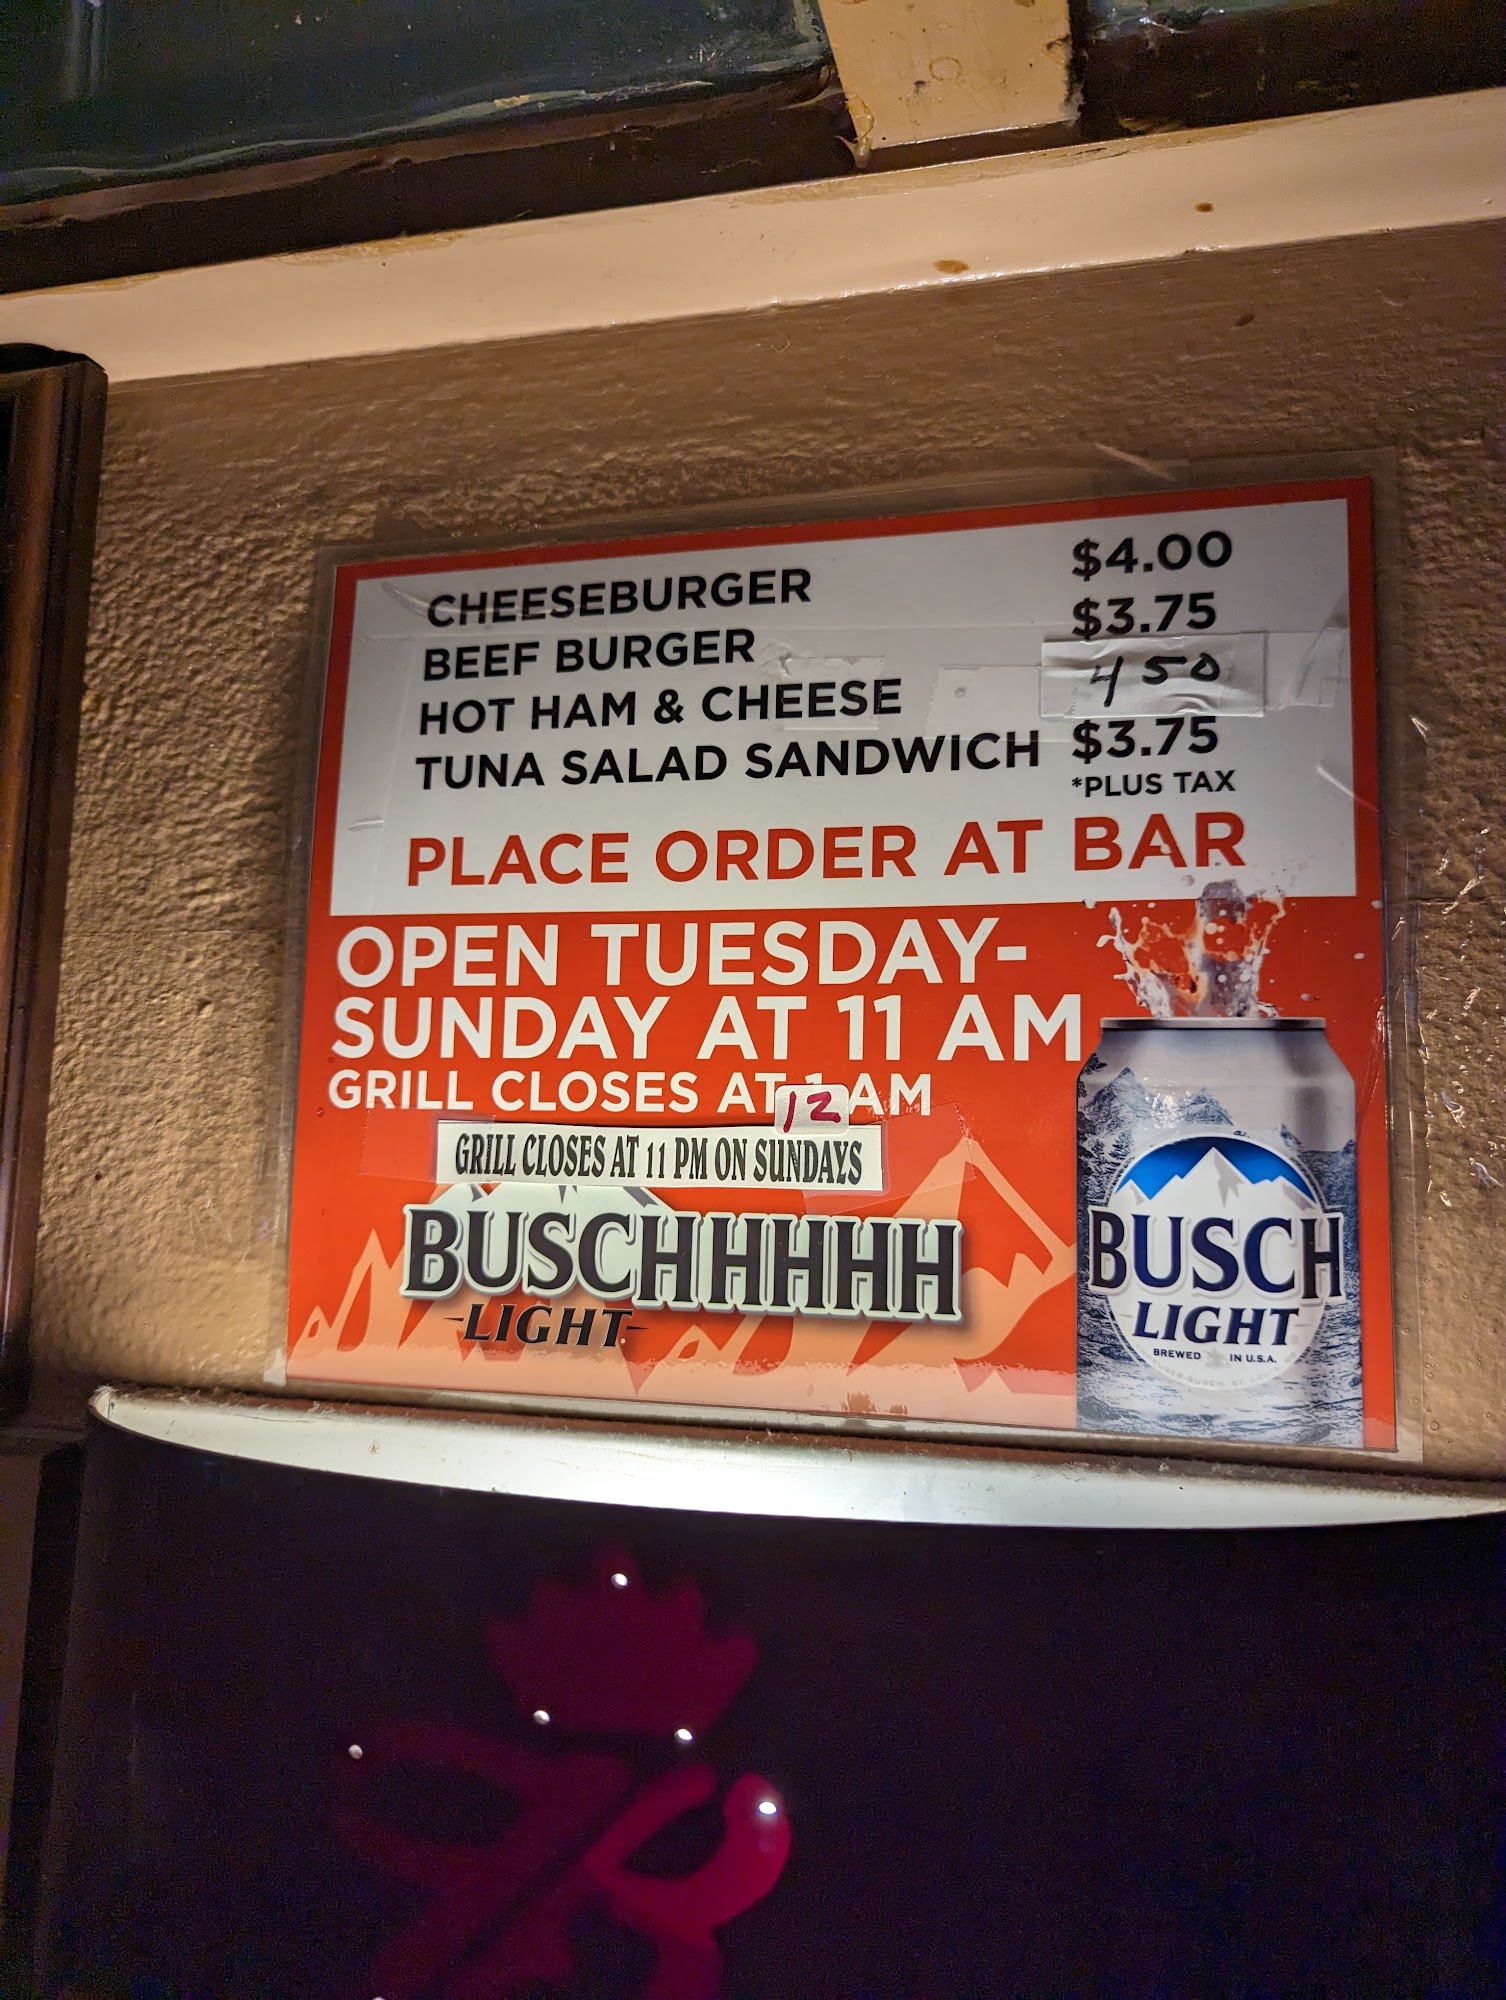 CHEESEBURGER $4.00
BEEF BURGER $3.75
HOT HAM & CHEESE 4 50
TUNA SALAD SANDWICH $3.75
*PLUS TAX
PLACE ORDER AT BAR
OPEN TUESDAY-
SUNDAY AT 11 AM
GRILL CLOSES AT 12 AM
GRILL CLOSES AT 11 PM ON SUNDAYS
BUSCHHHHH
LIGHT
BUSCH
LIGHT
BREWED IN U.S.A.